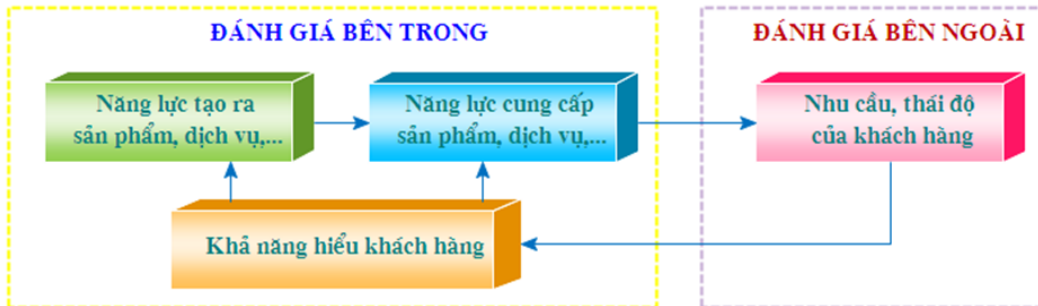 ĐÁNH GIÁ BÊN TRONG
ĐÁNH GIÁ BÊN NGOÀI
Năng lực tạo ra
sản phẩm, dịch vụ,...
Năng lực cung cấp
sản phẩm, dịch vụ,...
Nhu cầu, thái độ
của khách hàng
Khả năng hiểu khách hàng